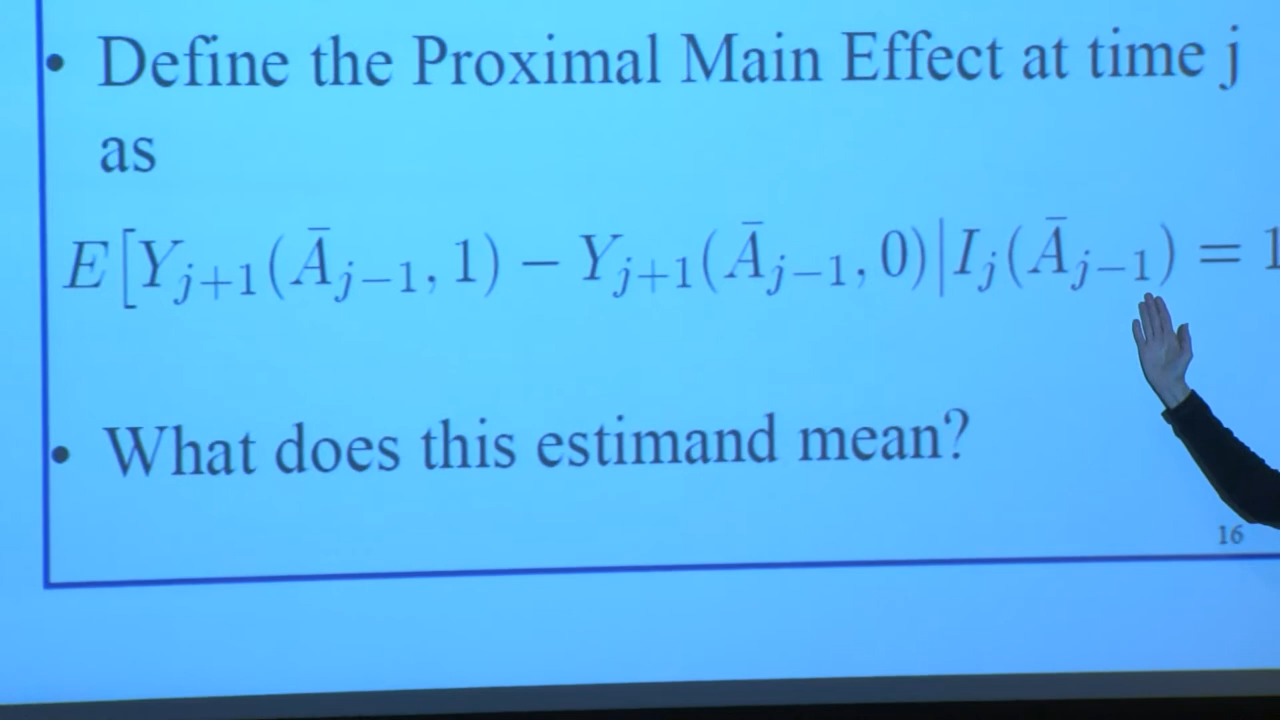 • Define the Proximal Main Effect at time j
as
E[Y_{j+1}(Ā_{j−1}, 1) − Y_{j+1}(Ā_{j−1}, 0)|I_j(Ā_{j−1}) = 1
• What does this estimand mean?
16